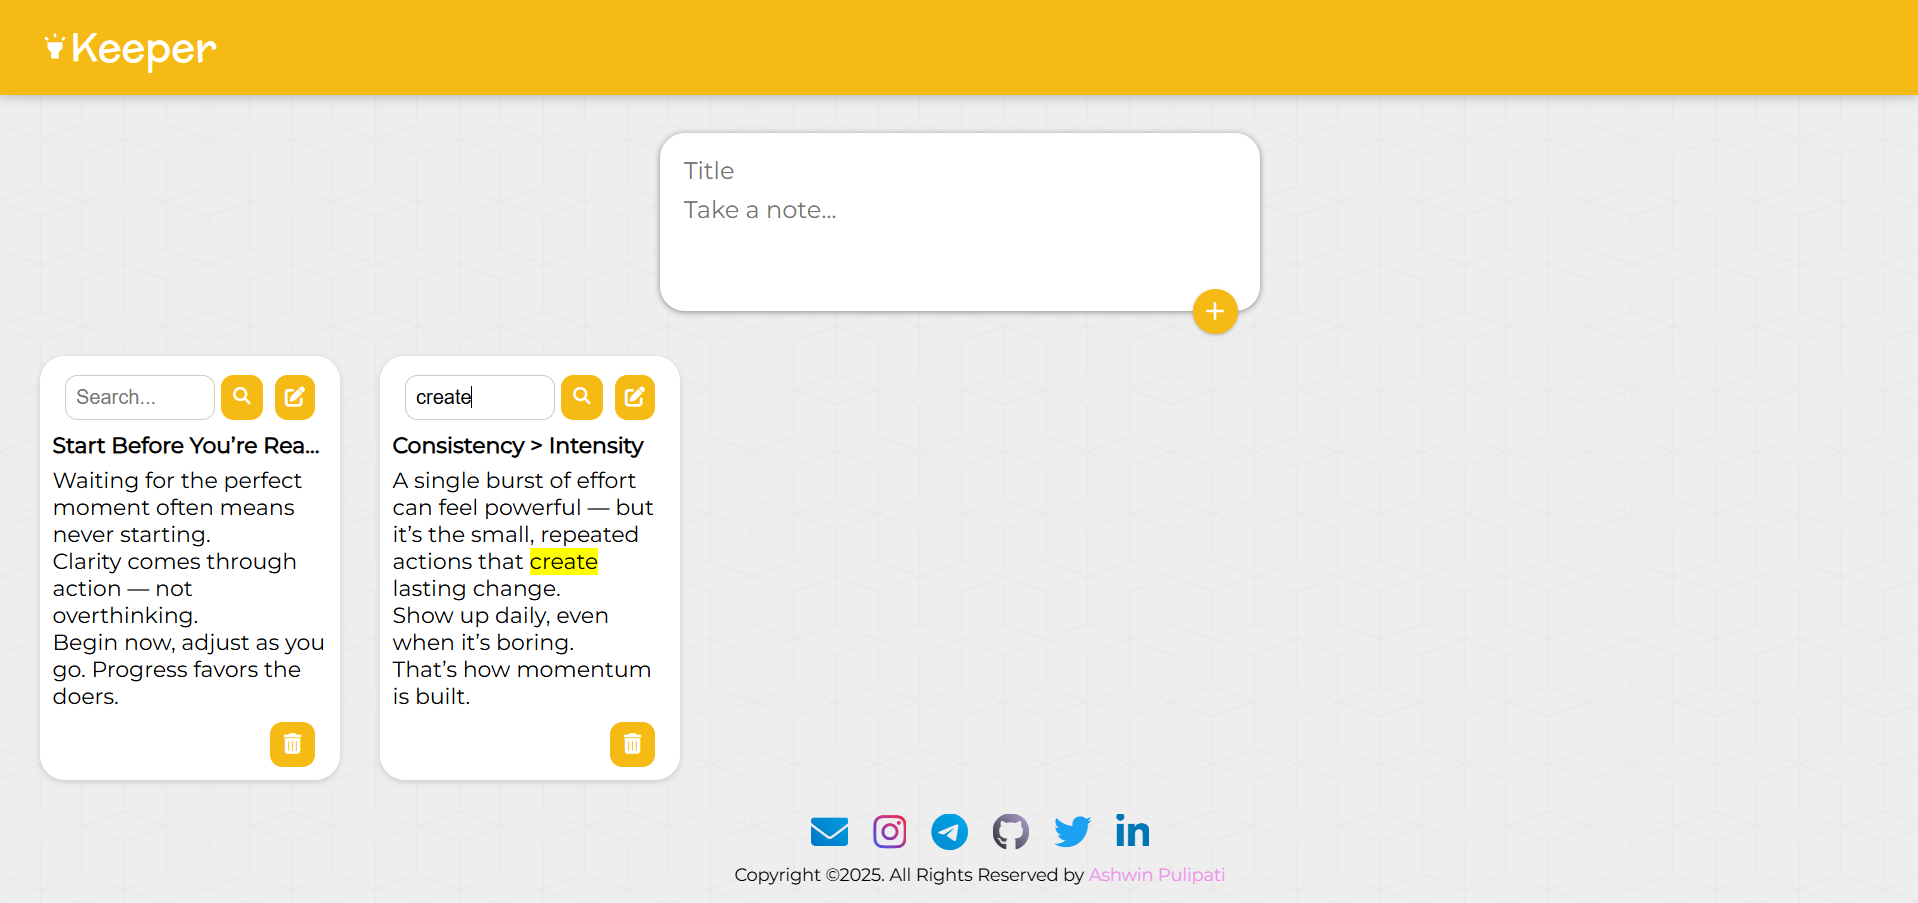 Keeper
Title
Take a note...
Search...
Start Before You’re Rea...
Waiting for the perfect
moment often means
never starting.
Clarity comes through
action — not
overthinking.
Begin now, adjust as you
go. Progress favors the
doers.
create
Consistency > Intensity
A single burst of effort
can feel powerful — but
it’s the small, repeated
actions that create
lasting change.
Show up daily, even
when it’s boring.
That’s how momentum
is built.
Copyright ©2025. All Rights Reserved by Ashwin Pulipati